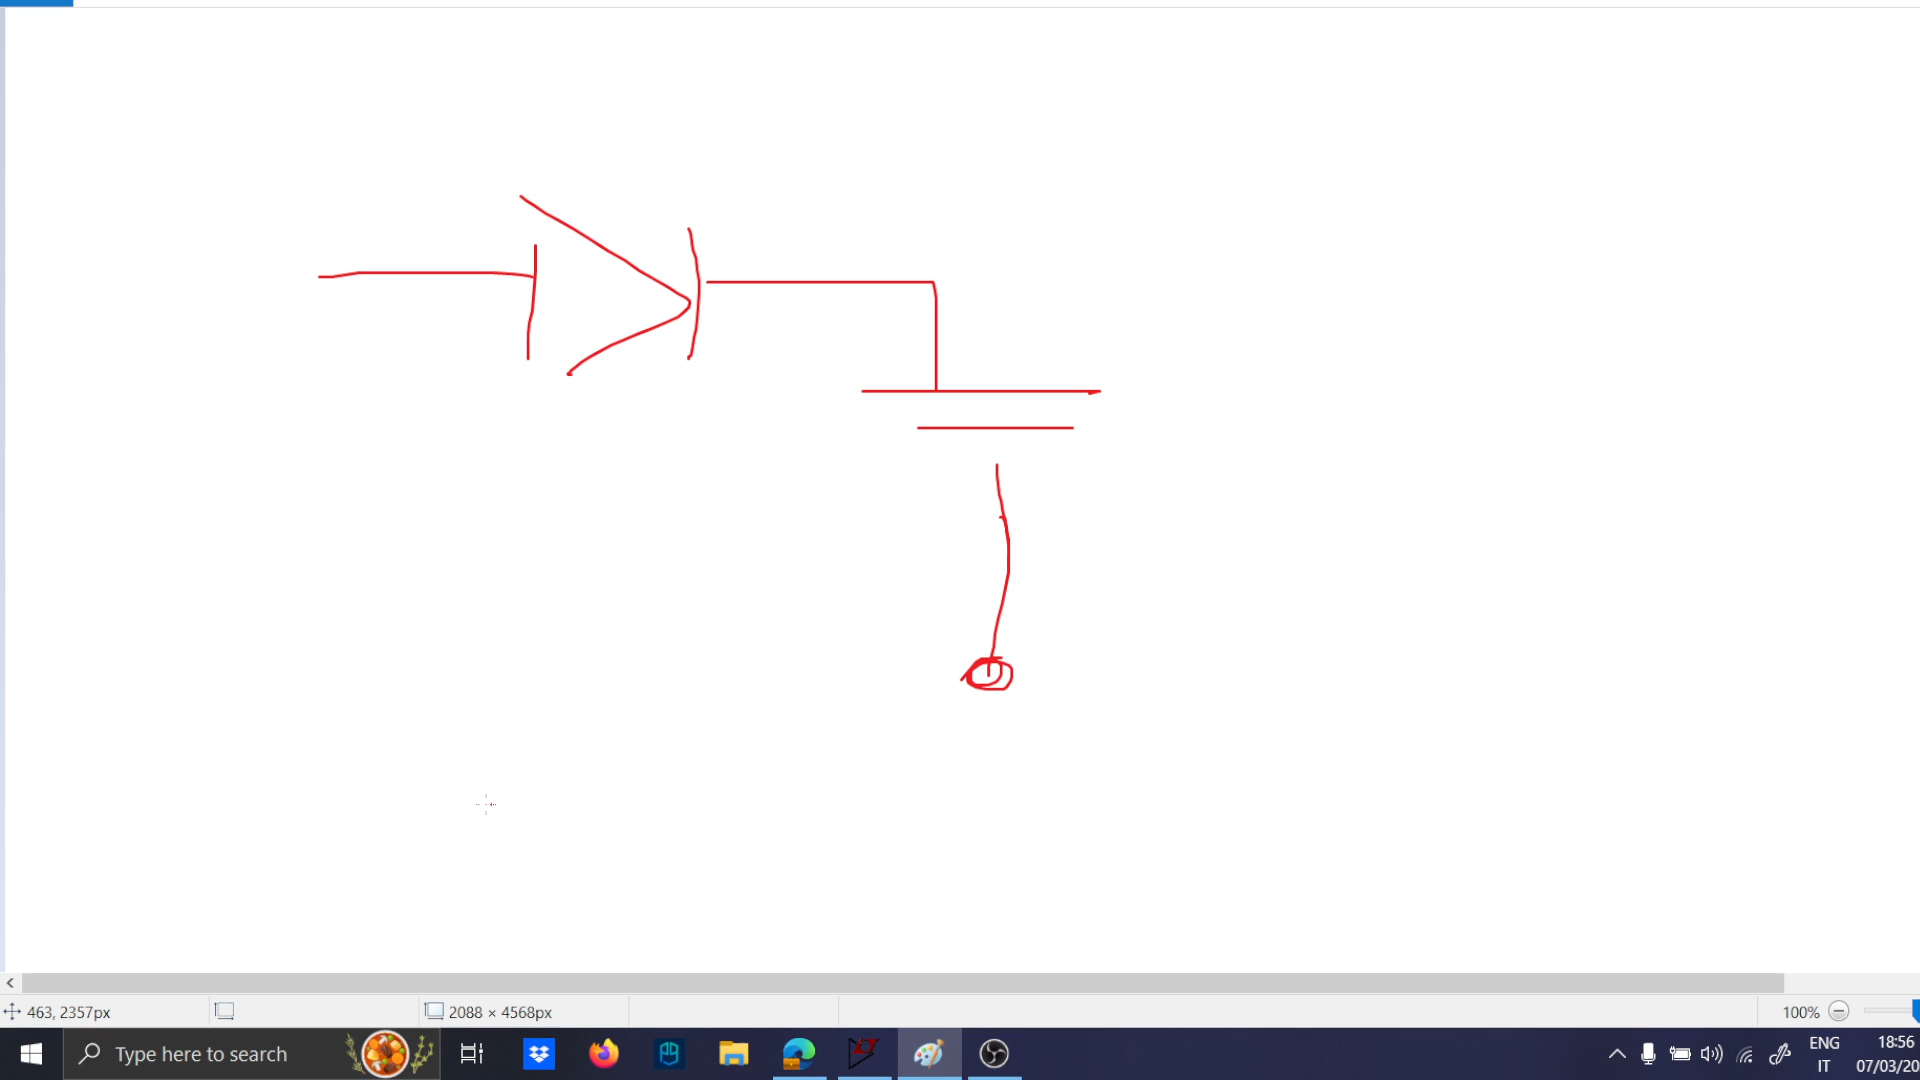 463, 2357px
2088 × 4568px
100%
Type here to search
ENG
IT
18:56
07/03/20